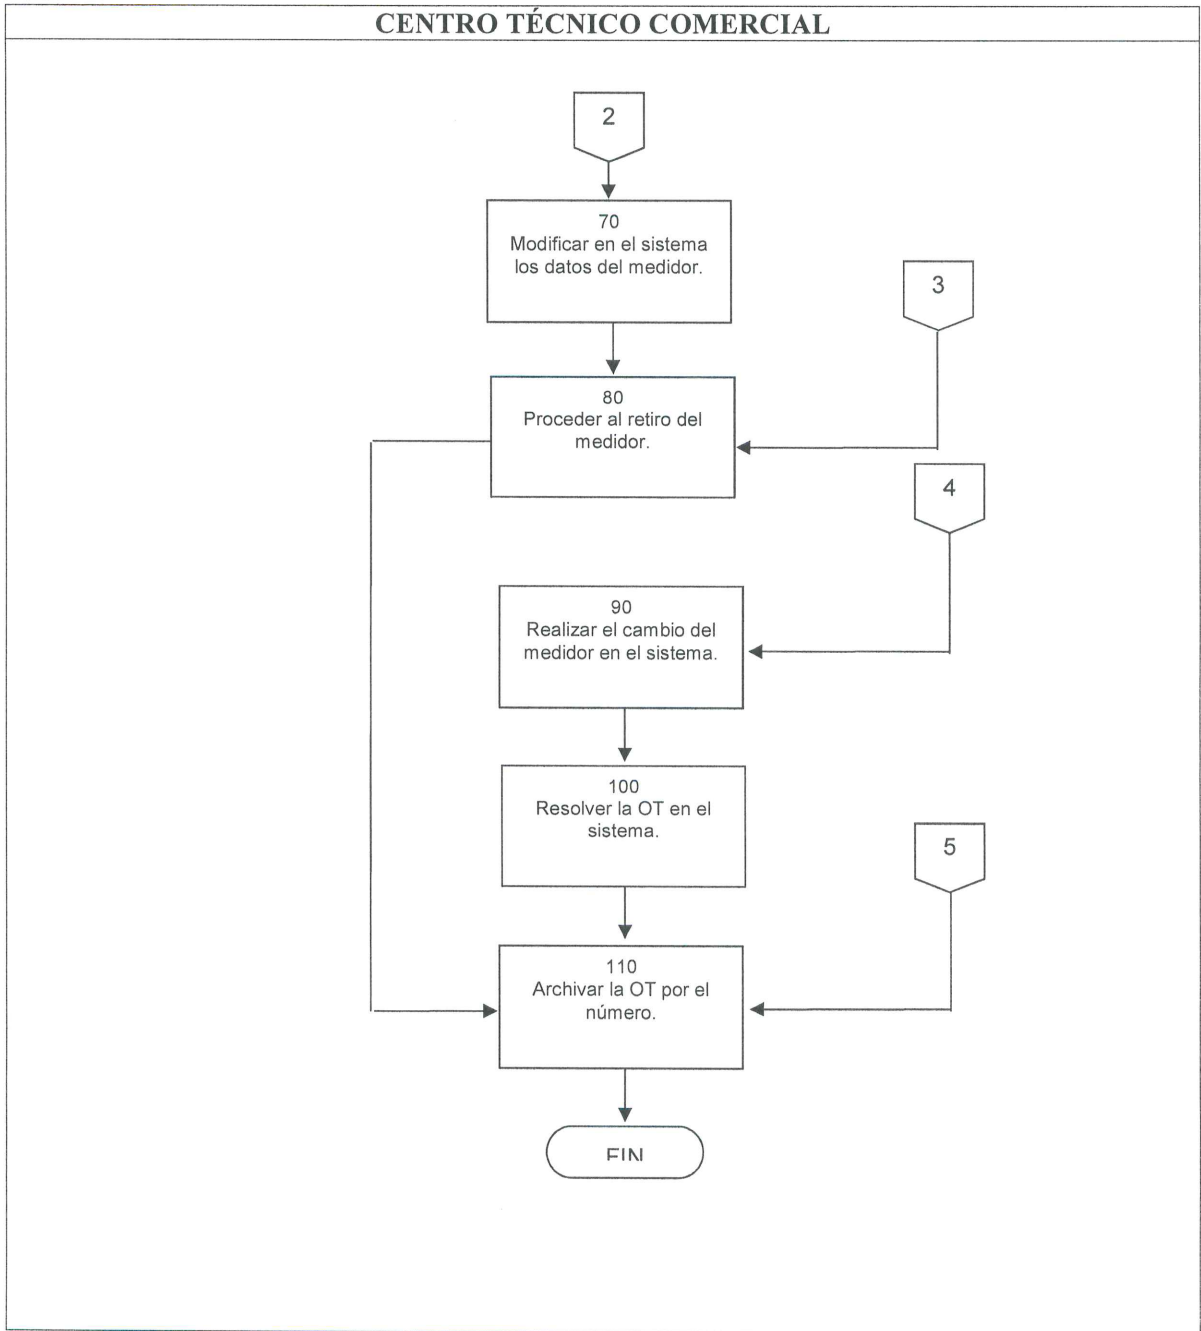 CENTRO TÉCNICO COMERCIAL
2
70
Modificar en el sistema
los datos del medidor.
3
80
Proceder al retiro del
medidor.
4
90
Realizar el cambio del
medidor en el sistema.
100
Resolver la OT en el
sistema.
5
110
Archivar la OT por el
número.
FIN